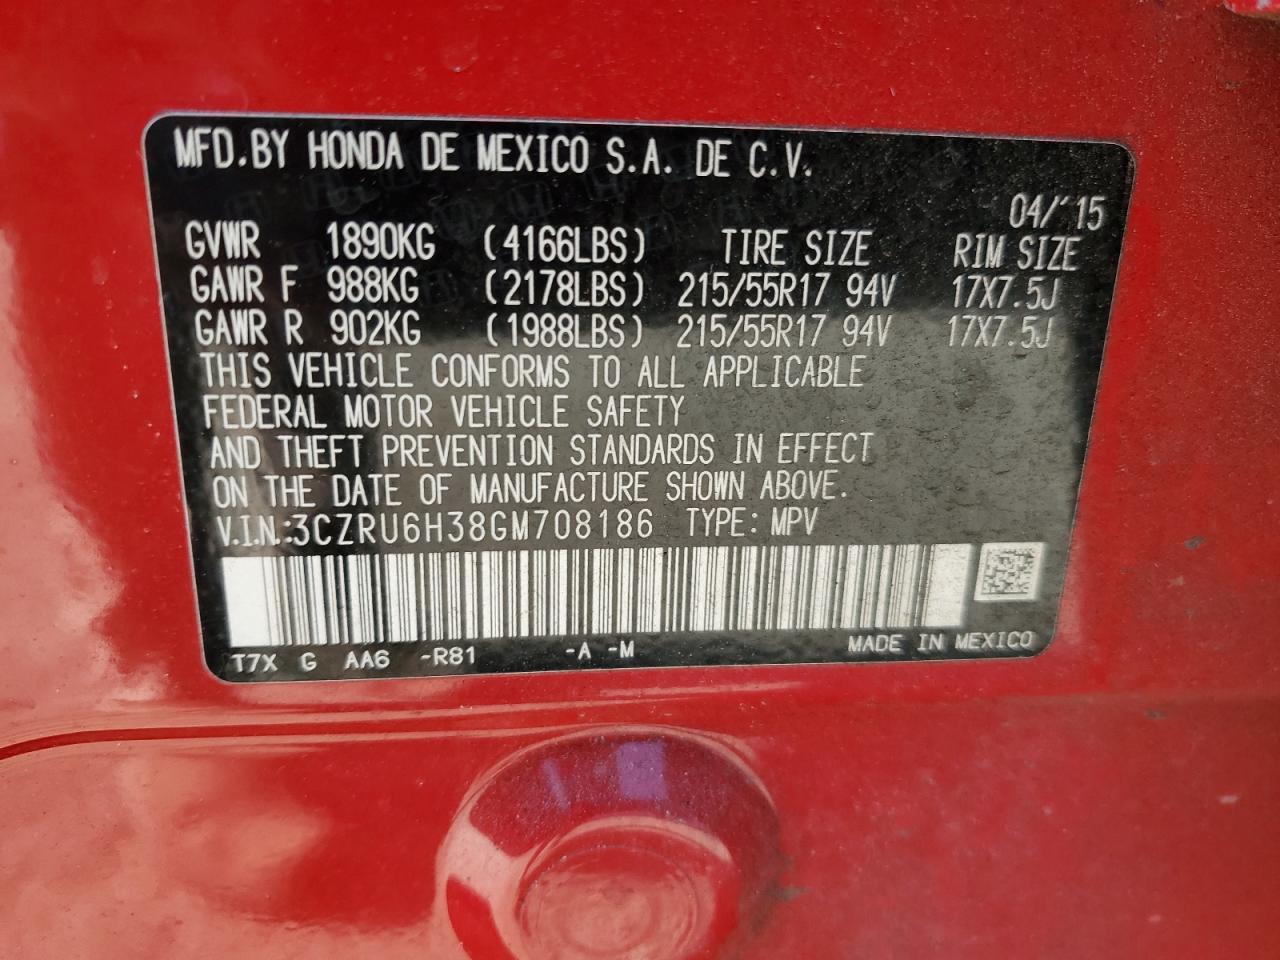 MFD.BY HONDA DE MEXICO S.A. DE C.V.
04/'15
GVWR 1890KG (4166LBS) TIRE SIZE RIM SIZE
GAWR F 988KG (2178LBS) 215/55R17 94V 17X7.5J
GAWR R 902KG (1988LBS) 215/55R17 94V 17X7.5J
THIS VEHICLE CONFORMS TO ALL APPLICABLE
FEDERAL MOTOR VEHICLE SAFETY
AND THEFT PREVENTION STANDARDS IN EFFECT
ON THE DATE OF MANUFACTURE SHOWN ABOVE.
V.I.N.:3CZRU6H38GM708186 TYPE: MPV
T7X G AA6 -R81 -A -M MADE IN MEXICO